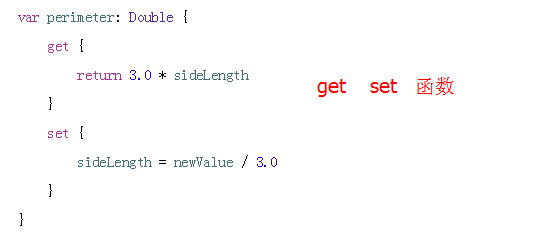 var perimeter: Double {
get {
return 3.0 * sideLength
}
set {
sideLength = newValue / 3.0
}
}
get set 函数